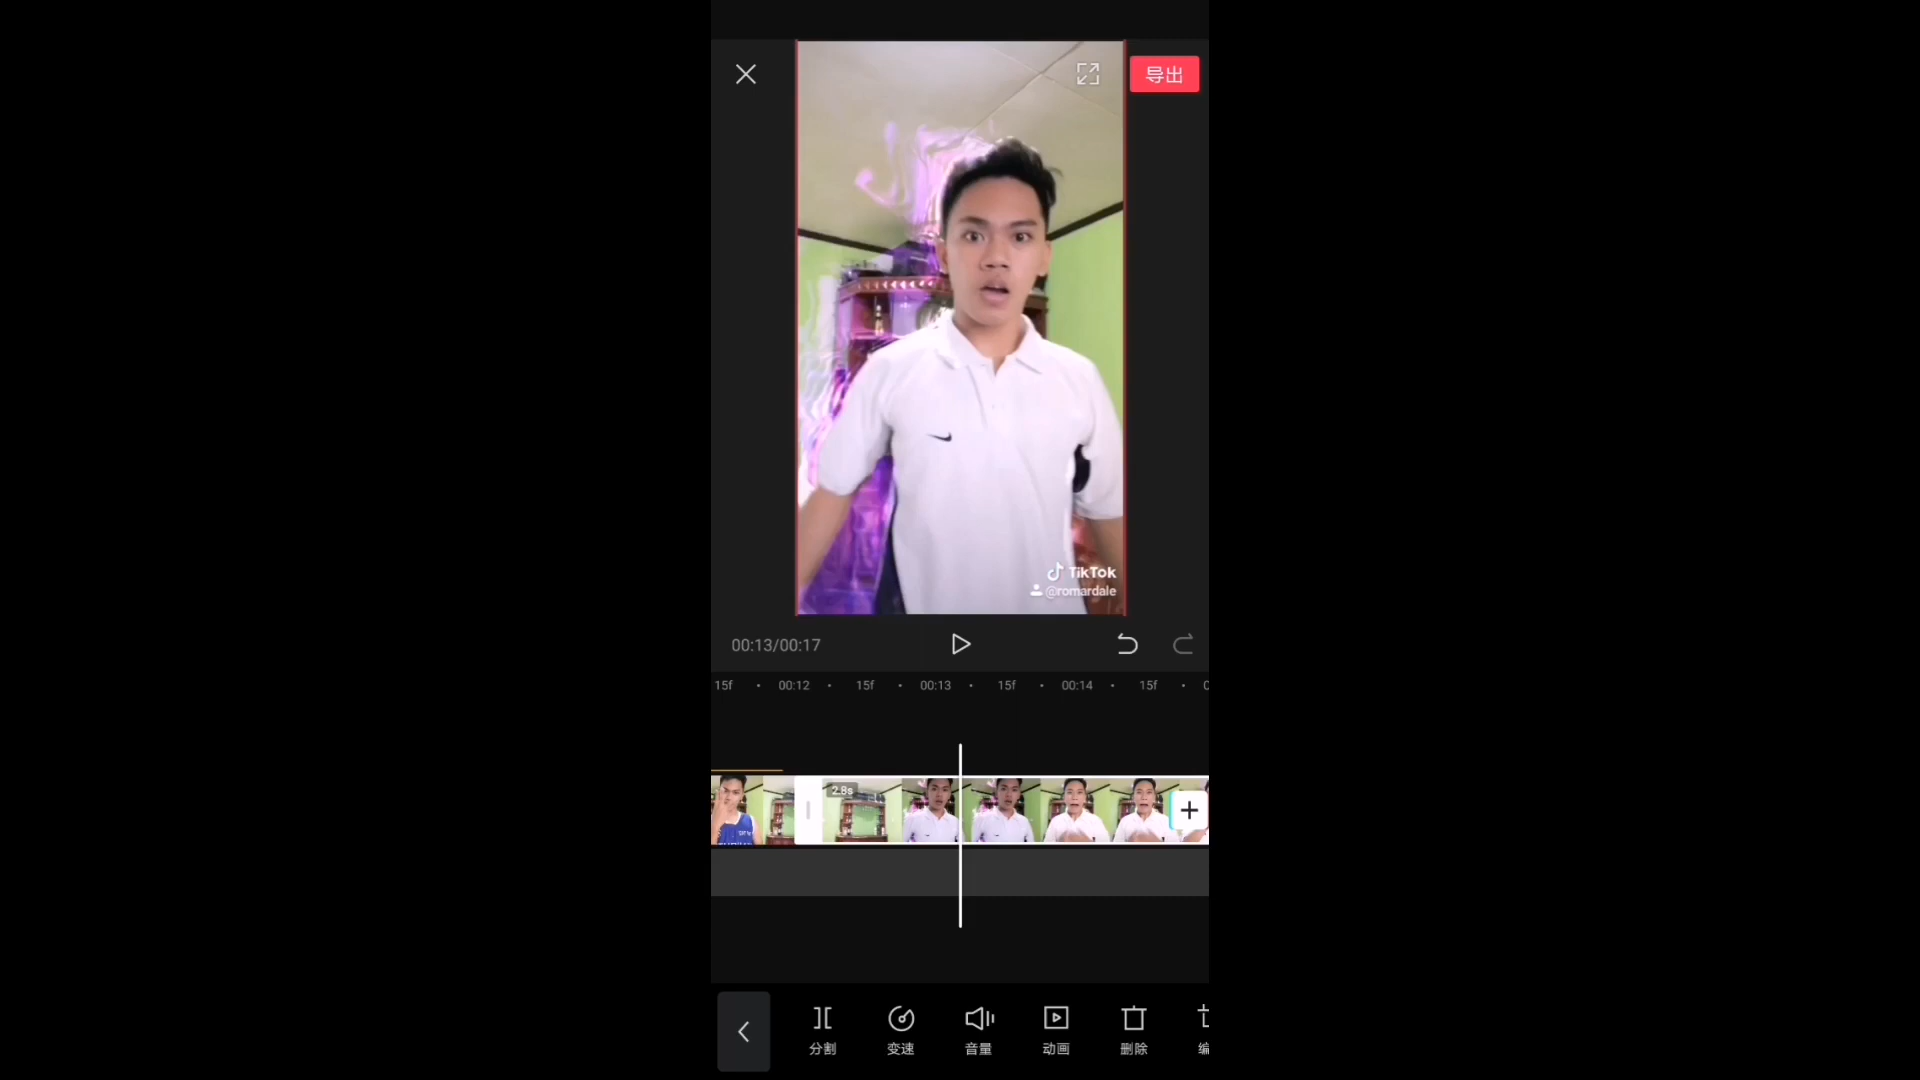 导出
TikTok
@romardale
00:13/00:17
15f 00:12 15f 00:13 15f 00:14 15f
2.8s
分割 变速 音量 动画 删除 编